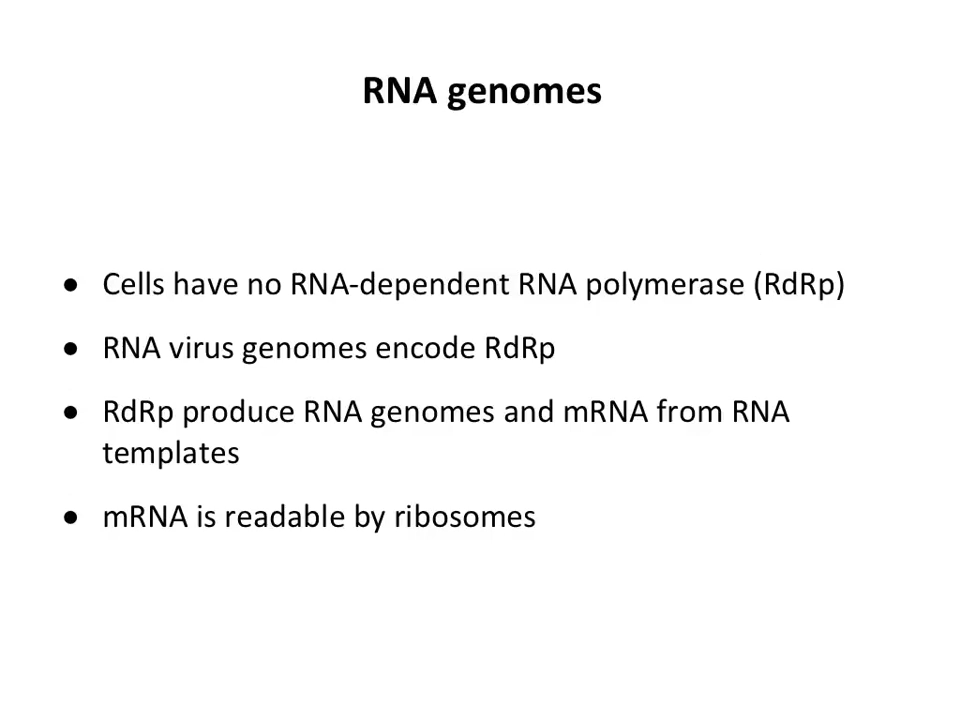 RNA genomes
● Cells have no RNA-dependent RNA polymerase (RdRp)
● RNA virus genomes encode RdRp
● RdRp produce RNA genomes and mRNA from RNA
templates
● mRNA is readable by ribosomes